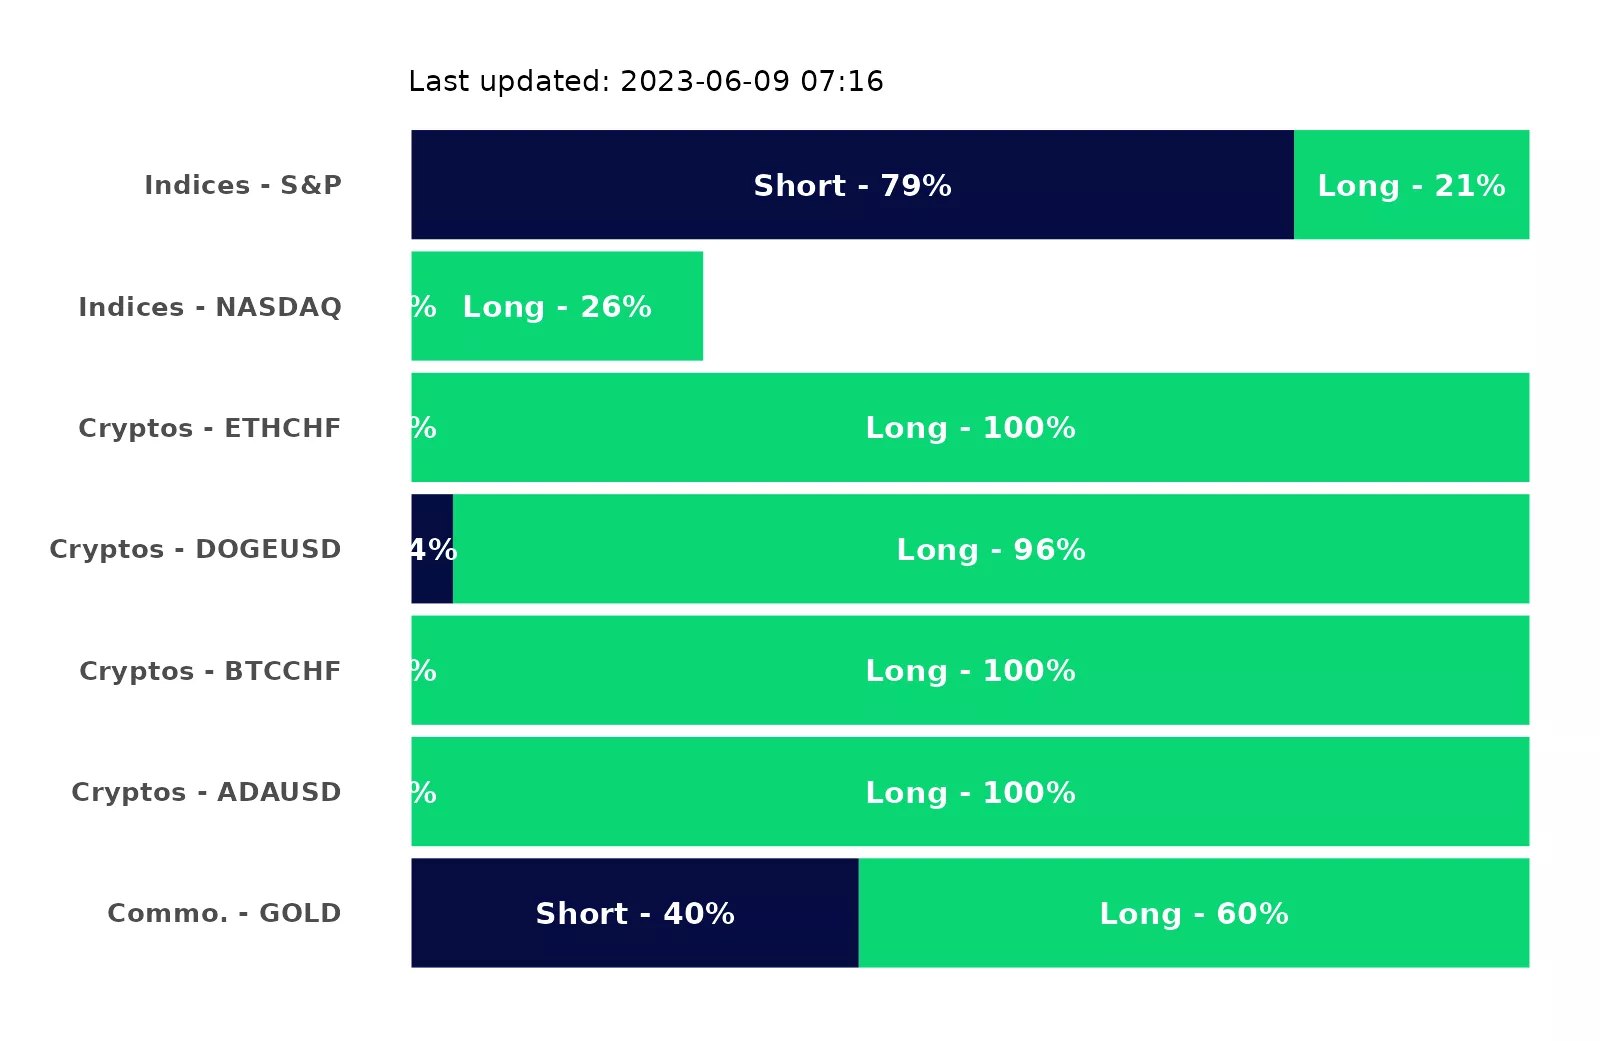 Last updated: 2023-06-09 07:16
Indices - S&P Short - 79% Long - 21%
Indices - NASDAQ % Long - 26%
Cryptos - ETHCHF % Long - 100%
Cryptos - DOGEUSD 4% Long - 96%
Cryptos - BTCCHF % Long - 100%
Cryptos - ADAUSD % Long - 100%
Commo. - GOLD Short - 40% Long - 60%